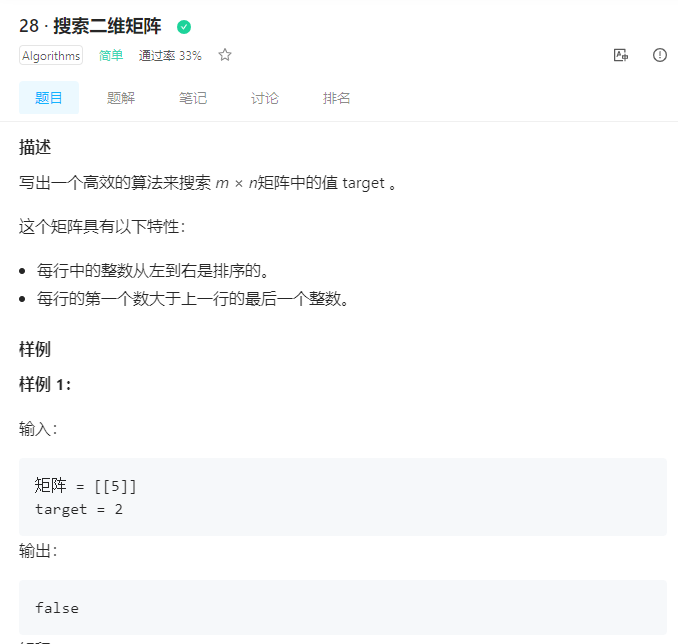 28 · 搜索二维矩阵
Algorithms 简单 通过率 33%
题目 题解 笔记 讨论 排名
描述
写出一个高效的算法来搜索 m × n矩阵中的值 target 。
这个矩阵具有以下特性：
每行中的整数从左到右是排序的。
每行的第一个数大于上一行的最后一个整数。
样例
样例 1：
输入：
矩阵 = [[5]]
target = 2
输出：
false